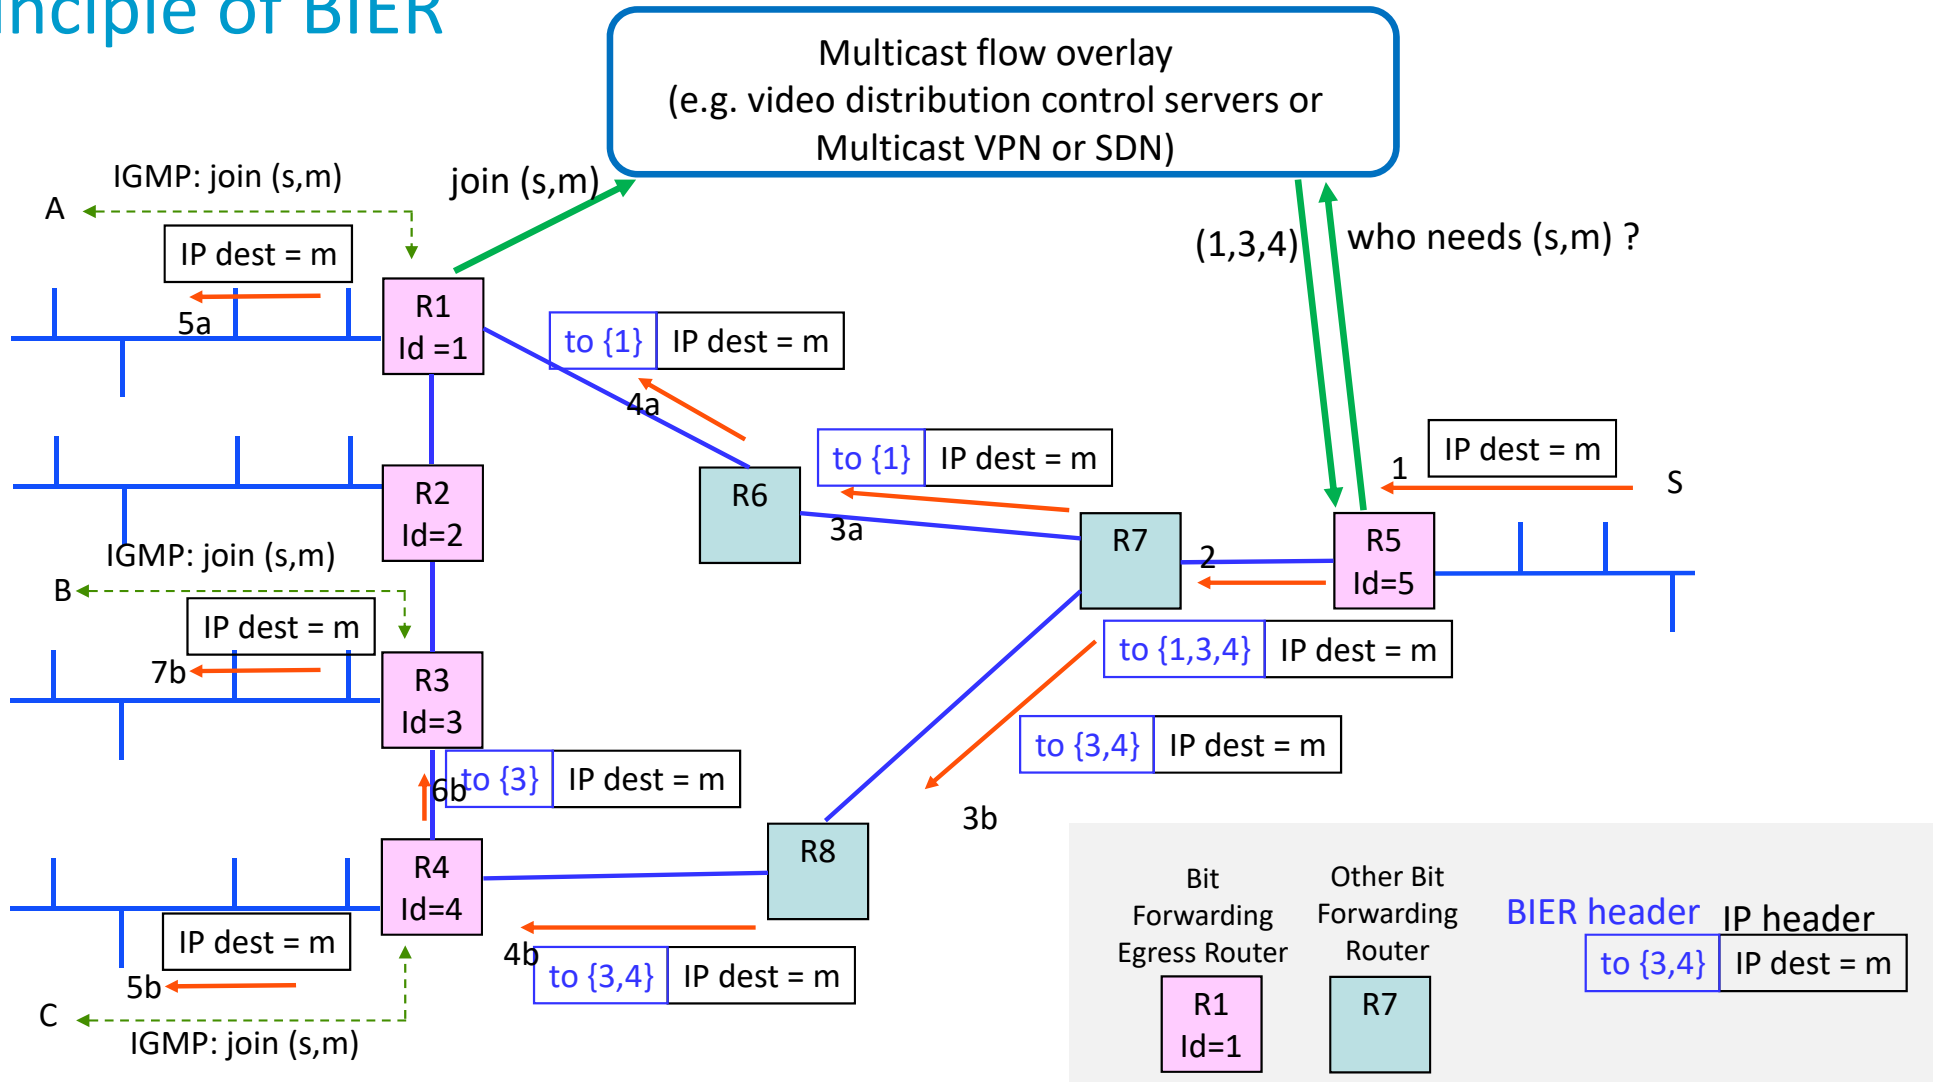 nciple of BIER
Multicast flow overlay
(e.g. video distribution control servers or
Multicast VPN or SDN)
IGMP: join (s,m)
join (s,m)
A
IP dest = m
(1,3,4)
who needs (s,m) ?
R1
Id =1
5a
to {1} IP dest = m
4a
IP dest = m
to {1} IP dest = m
1
S
R2
Id=2
R6
3a
R7
2
R5
Id=5
IGMP: join (s,m)
B
IP dest = m
to {1,3,4} IP dest = m
7b
R3
Id=3
to {3,4} IP dest = m
6b
to {3} IP dest = m
3b
R8
R4
Id=4
IP dest = m
4b
to {3,4} IP dest = m
5b
C
IGMP: join (s,m)
Bit
Forwarding
Egress Router
Other Bit
Forwarding
Router
BIER header IP header
to {3,4} IP dest = m
R1
Id=1
R7